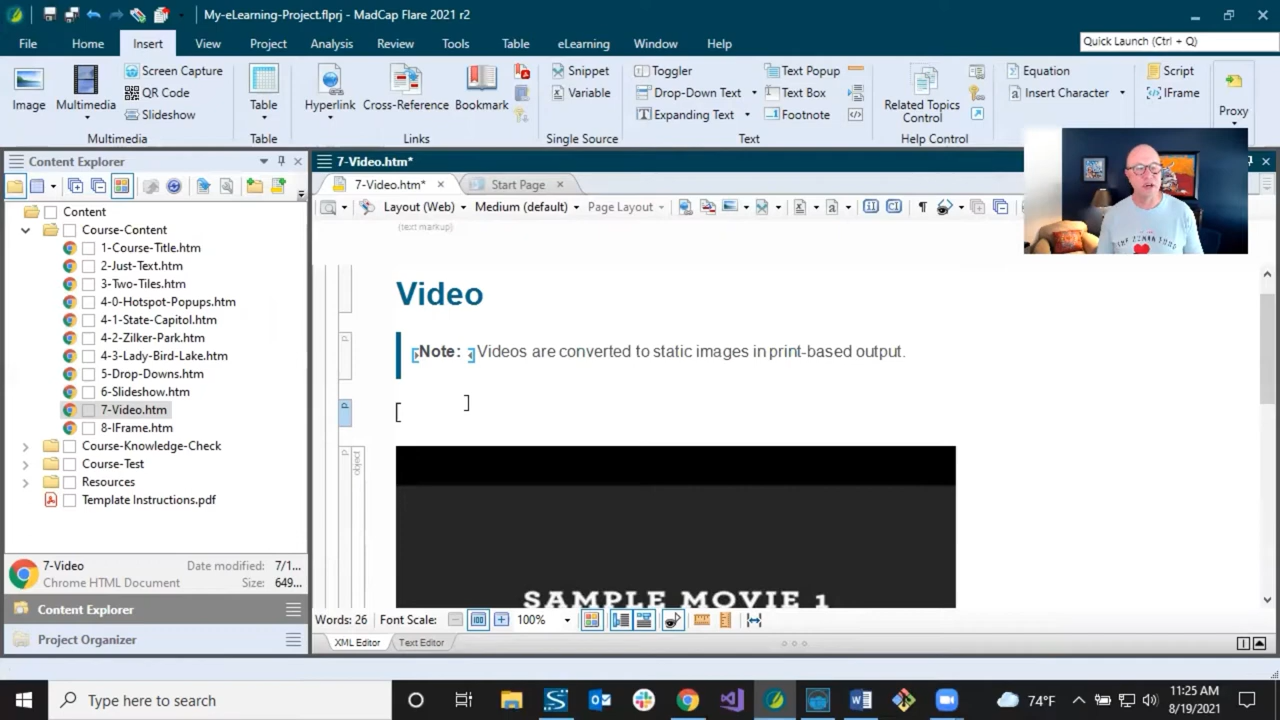 My-eLearning-Project.flprj - MadCap Flare 2021 r2
File Home Insert View Project Analysis Review Tools Table eLearning Window Help
Quick Launch (Ctrl + Q)
Image
Multimedia
Screen Capture
QR Code
Slideshow
Multimedia
Table
Table
Hyperlink
Cross-Reference
Bookmark
Links
Snippet
Variable
Single Source
Toggler
Drop-Down Text
Expanding Text
Text Popup
Text Box
Footnote
Text
Related Topics
Control
Help Control
Equation
Insert Character
Script
IFrame
Proxy
Content Explorer
Content
Course-Content
1-Course-Title.htm
2-Just-Text.htm
3-Two-Tiles.htm
4-0-Hotspot-Popups.htm
4-1-State-Capitol.htm
4-2-Zilker-Park.htm
4-3-Lady-Bird-Lake.htm
5-Drop-Downs.htm
6-Slideshow.htm
7-Video.htm
8-IFrame.htm
Course-Knowledge-Check
Course-Test
Resources
Template Instructions.pdf
7-Video Date modified: 7/1...
Chrome HTML Document Size: 649...
Content Explorer
Project Organizer
7-Video.htm*
7-Video.htm* Start Page
Layout (Web) Medium (default) Page Layout
(text markup)
Video
Note: Videos are converted to static images in print-based output.
p
p
p
object
SAMPLE MOVIE 1
Words: 26 Font Scale: 100%
XML Editor Text Editor
Type here to search
74°F
11:25 AM
8/19/2021